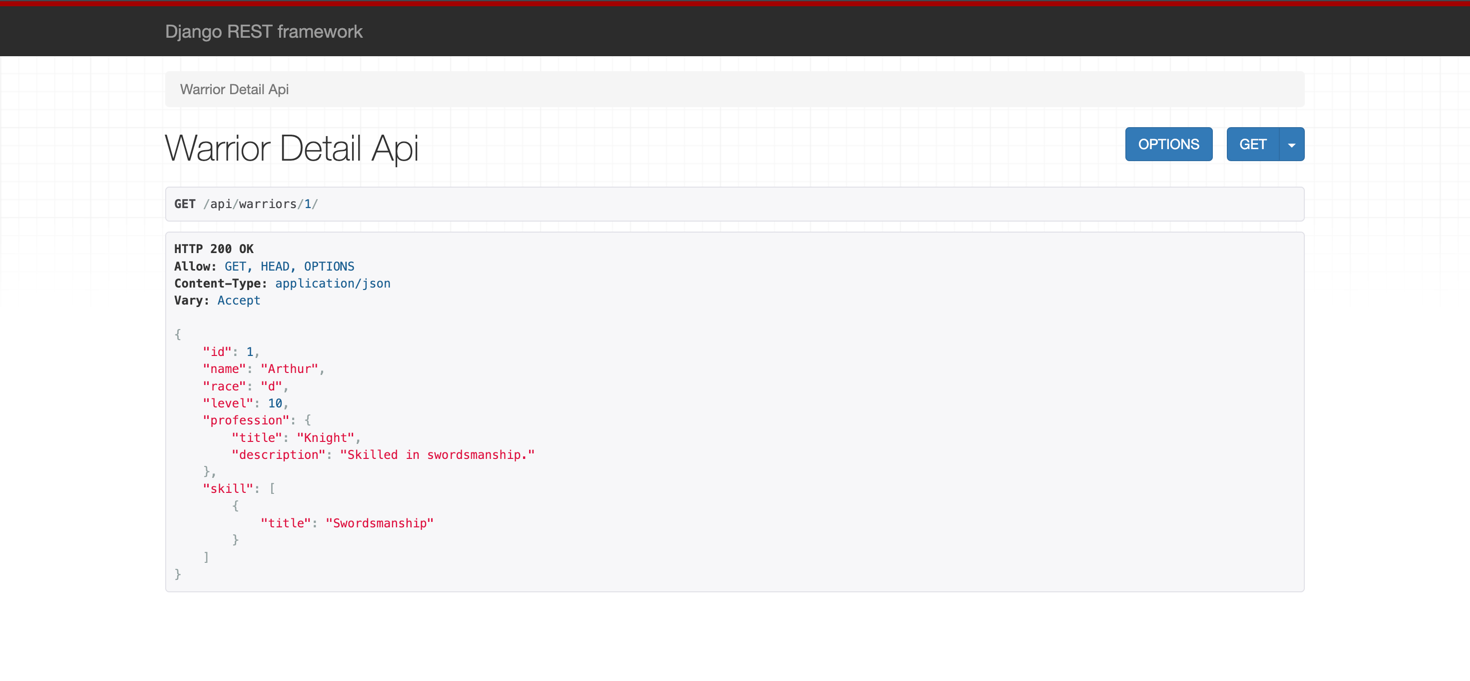 Django REST framework
Warrior Detail Api
Warrior Detail Api
OPTIONS
GET
GET /api/warriors/1/
HTTP 200 OK
Allow: GET, HEAD, OPTIONS
Content-Type: application/json
Vary: Accept
{
    "id": 1,
    "name": "Arthur",
    "race": "d",
    "level": 10,
    "profession": {
        "title": "Knight",
        "description": "Skilled in swordsmanship."
    },
    "skill": [
        {
            "title": "Swordsmanship"
        }
    ]
}